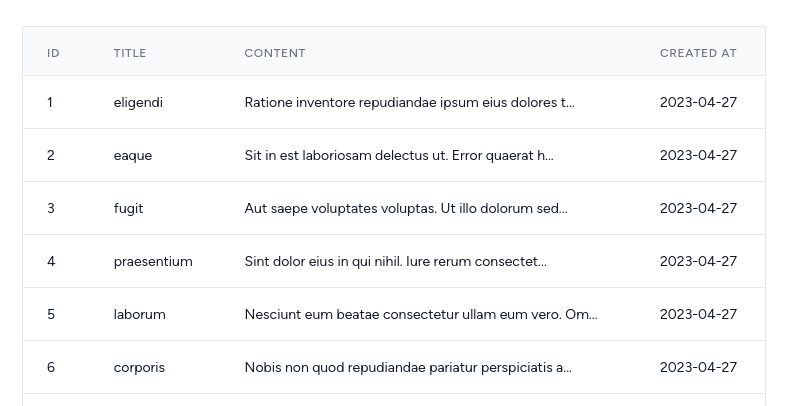 ID TITLE CONTENT CREATED AT
1 eligendi Ratione inventore repudiandae ipsum eius dolores t... 2023-04-27
2 eaque Sit in est laboriosam delectus ut. Error quaerat h... 2023-04-27
3 fugit Aut saepe voluptates voluptas. Ut illo dolorum sed... 2023-04-27
4 praesentium Sint dolor eius in qui nihil. Iure rerum consectet... 2023-04-27
5 laborum Nesciunt eum beatae consectetur ullam eum vero. Om... 2023-04-27
6 corporis Nobis non quod repudiandae pariatur perspiciatis a... 2023-04-27